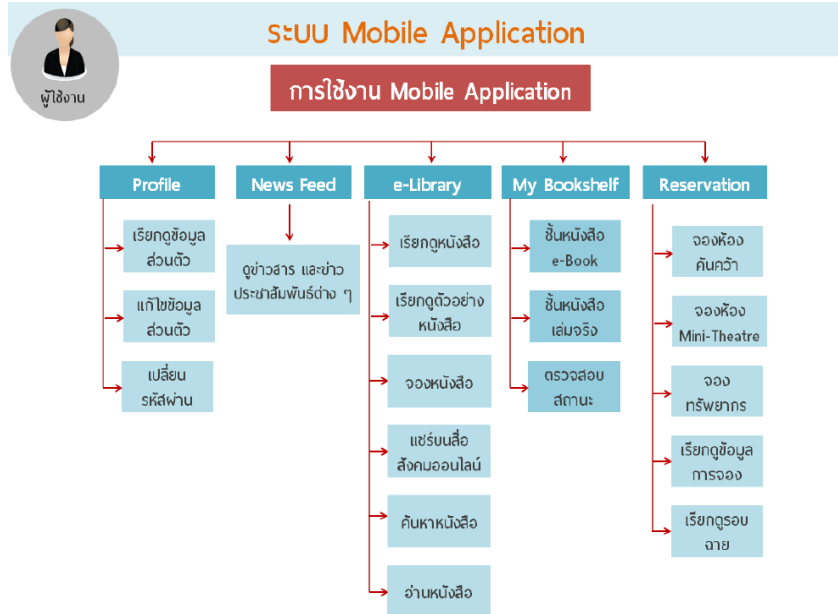 ระบบ Mobile Application
ผู้ใช้งาน
การใช้งาน Mobile Application
Profile
เรียกดูข้อมูล
ส่วนตัว
แก้ไขข้อมูล
ส่วนตัว
เปลี่ยน
รหัสผ่าน
News Feed
ดูข่าวสาร และข่าว
ประชาสัมพันธ์ต่าง ๆ
e-Library
เรียกดูหนังสือ
เรียกดูตัวอย่าง
หนังสือ
จองหนังสือ
แชร์บนสื่อ
สังคมออนไลน์
ค้นหาหนังสือ
อ่านหนังสือ
My Bookshelf
ชั้นหนังสือ
e-Book
ชั้นหนังสือ
เล่มจริง
ตรวจสอบ
สถานะ
Reservation
จองห้อง
ค้นคว้า
จองห้อง
Mini-Theatre
จอง
ทรัพยากร
เรียกดูข้อมูล
การจอง
เรียกดูรอบ
ฉาย